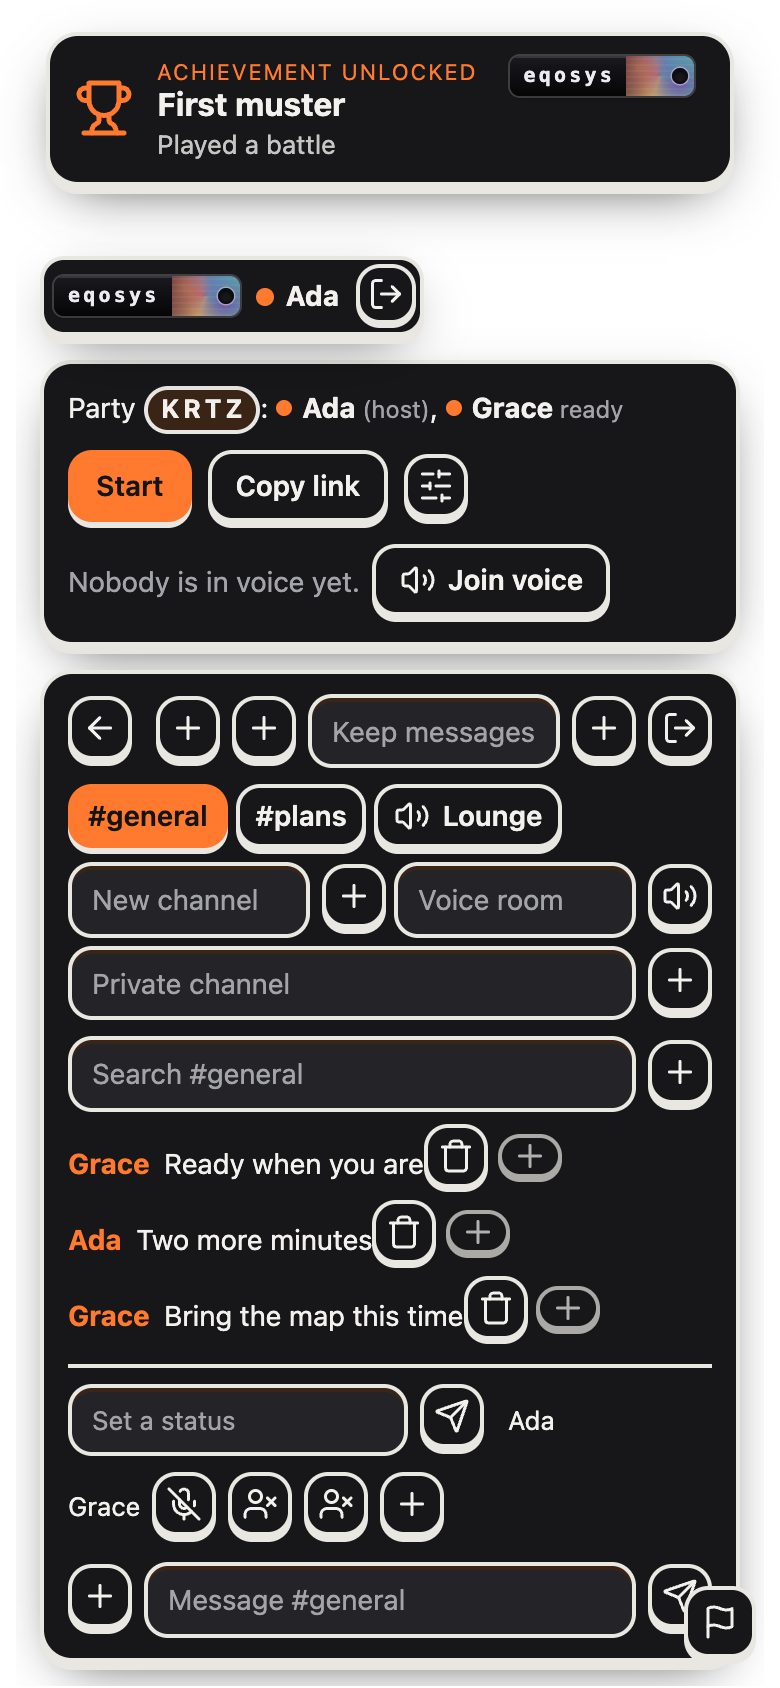 ACHIEVEMENT UNLOCKED
eqosys
First muster
Played a battle
eqosys Ada
Party KRTZ: Ada (host), Grace ready
Start Copy link
Nobody is in voice yet. Join voice
Keep messages
#general #plans Lounge
New channel Voice room
Private channel
Search #general
Grace Ready when you are
Ada Two more minutes
Grace Bring the map this time
Set a status Ada
Grace
Message #general